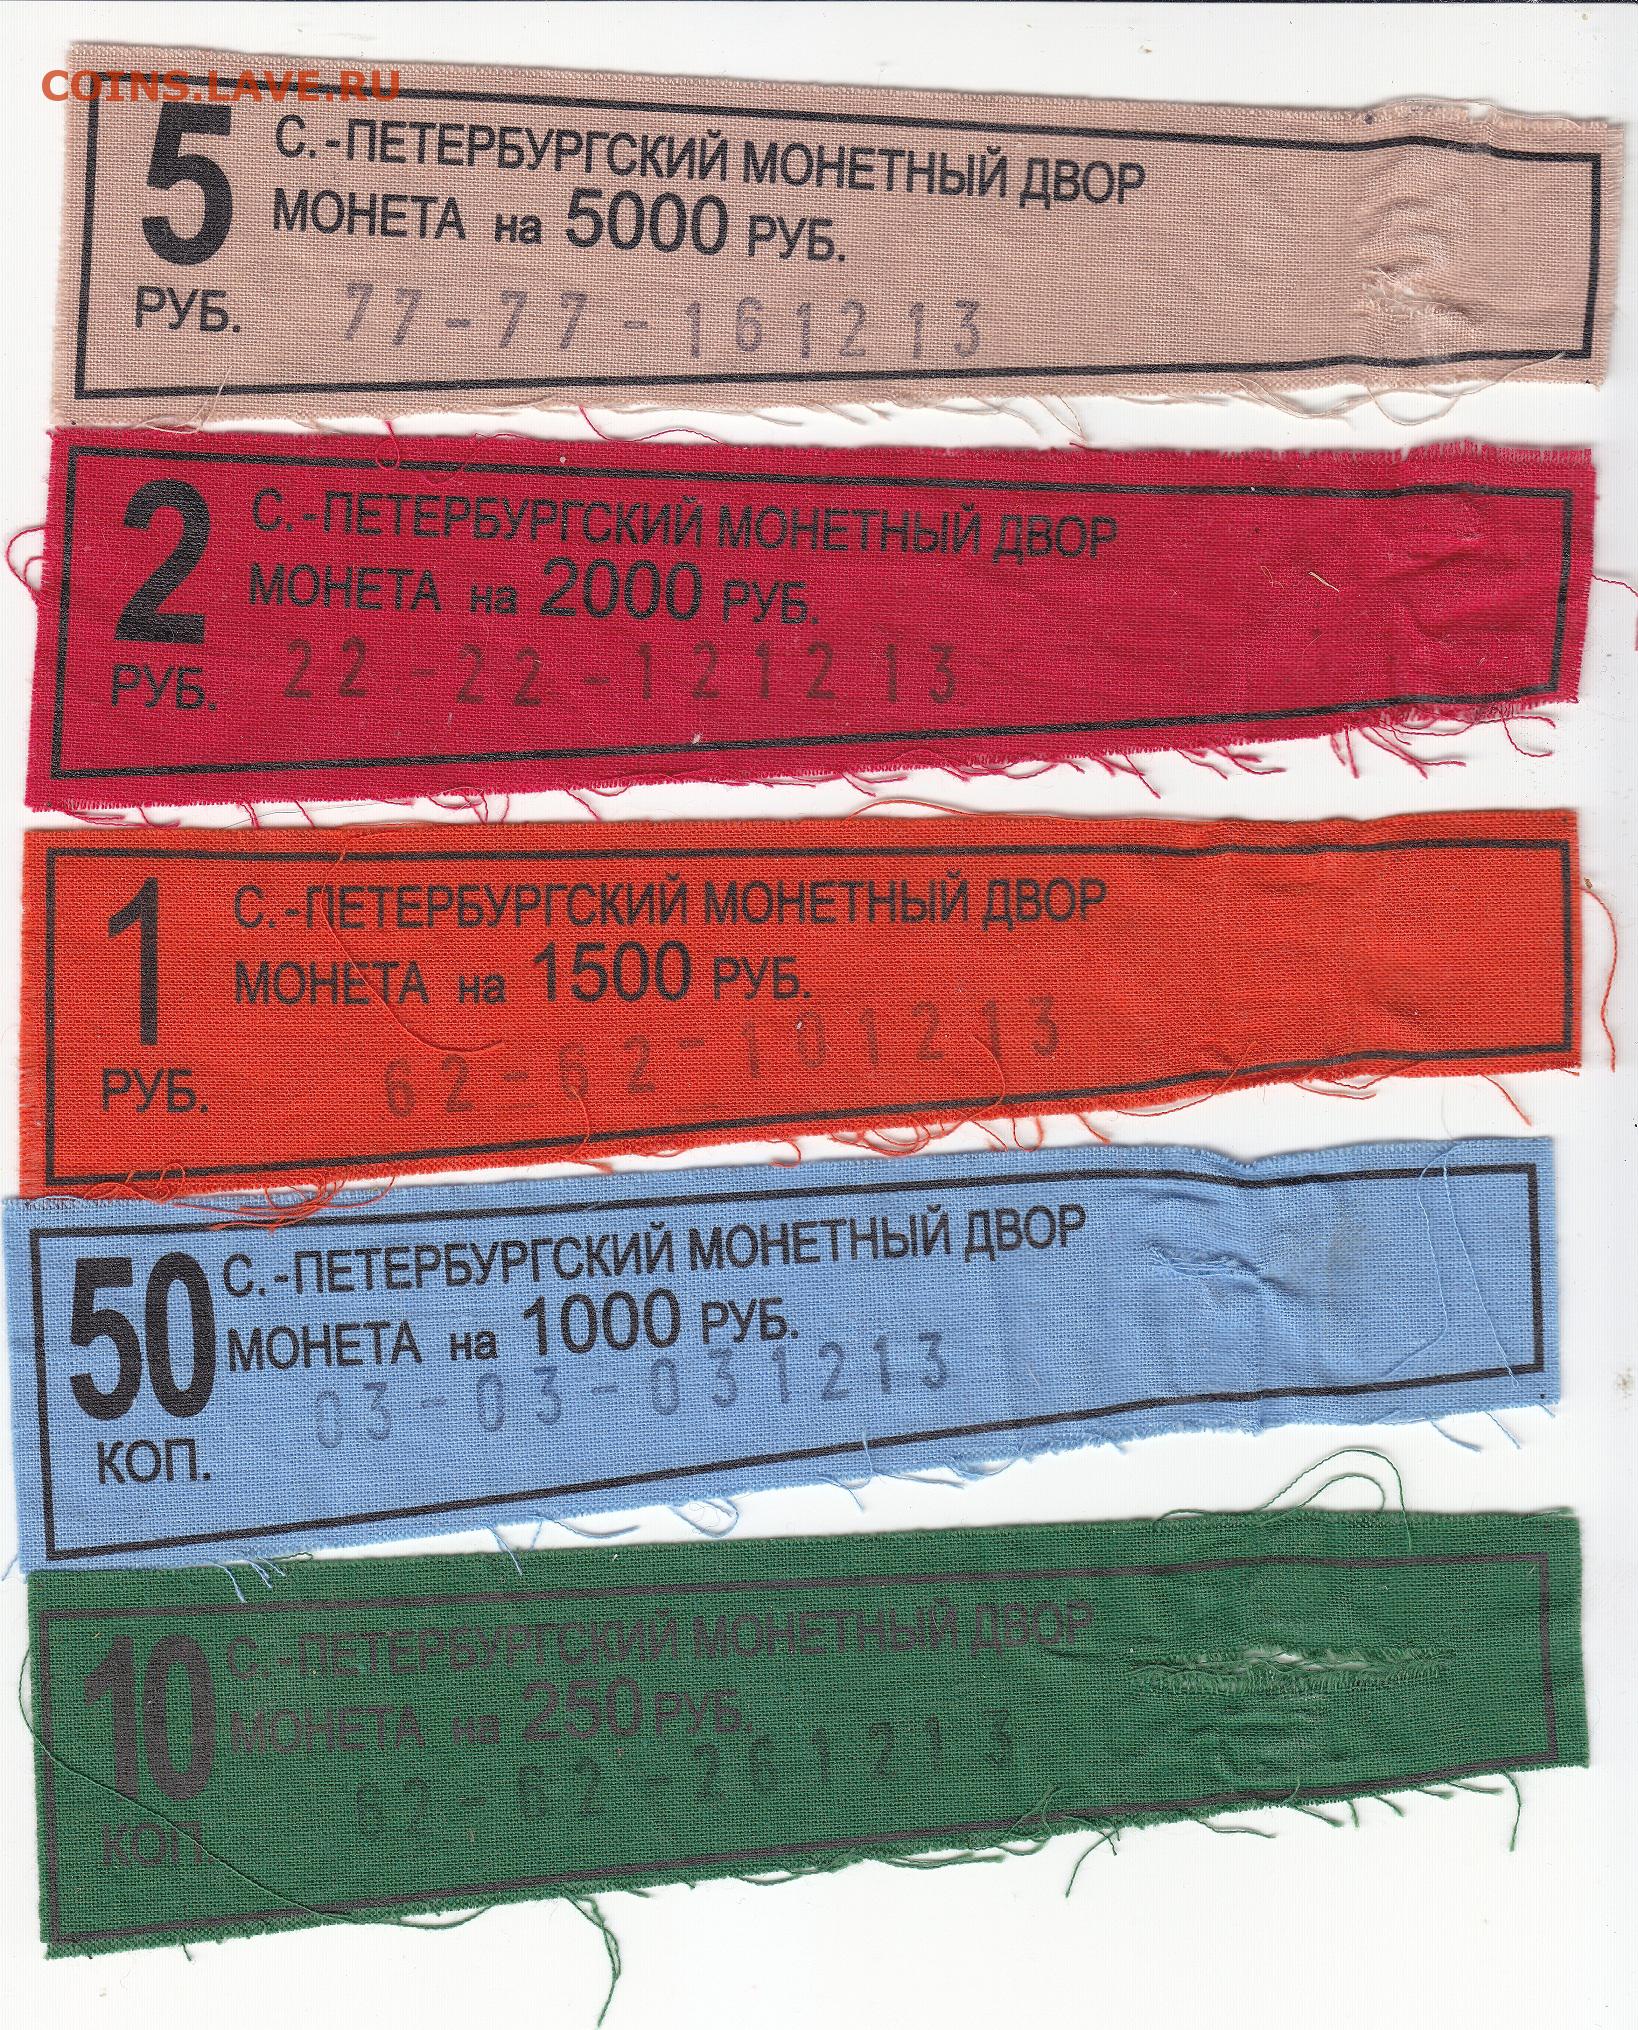 COINS.LAVE.RU
5
РУБ.
С.-ПЕТЕРБУРГСКИЙ МОНЕТНЫЙ ДВОР
МОНЕТА на 5000 РУБ.
77-77-161213
2
РУБ.
С.-ПЕТЕРБУРГСКИЙ МОНЕТНЫЙ ДВОР
МОНЕТА на 2000 РУБ.
22-22-121213
1
РУБ.
С.-ПЕТЕРБУРГСКИЙ МОНЕТНЫЙ ДВОР
МОНЕТА на 1500 РУБ.
62-62-101213
50
КОП.
С.-ПЕТЕРБУРГСКИЙ МОНЕТНЫЙ ДВОР
МОНЕТА на 1000 РУБ.
03-03-031213
10
КОП.
С.-ПЕТЕРБУРГСКИЙ МОНЕТНЫЙ ДВОР
МОНЕТА на 250 РУБ.
62-62-261213